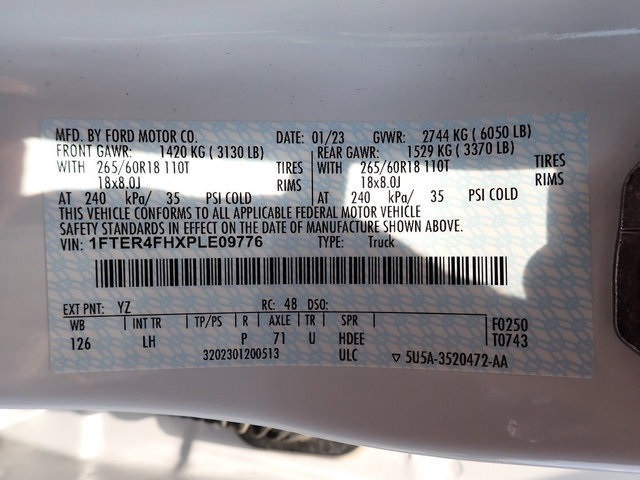 MFD. BY FORD MOTOR CO. DATE: 01/23 GVWR: 2744 KG ( 6050 LB)
FRONT GAWR: 1420 KG ( 3130 LB) REAR GAWR: 1529 KG ( 3370 LB)
WITH 265/60R18 110T TIRES WITH 265/60R18 110T TIRES
18x8.0J RIMS 18x8.0J RIMS
AT 240 kPa/ 35 PSI COLD AT 240 kPa/ 35 PSI COLD
THIS VEHICLE CONFORMS TO ALL APPLICABLE FEDERAL MOTOR VEHICLE
SAFETY STANDARDS IN EFFECT ON THE DATE OF MANUFACTURE SHOWN ABOVE.
VIN: 1FTER4FHXPLE09776 TYPE: Truck
EXT PNT: YZ RC: 48 DSO:
WB INT TR TP/PS R AXLE TR SPR F0250
126 LH P 71 U HDEE T0743
3202301200513 ULC ▽ 5U5A-3520472-AA